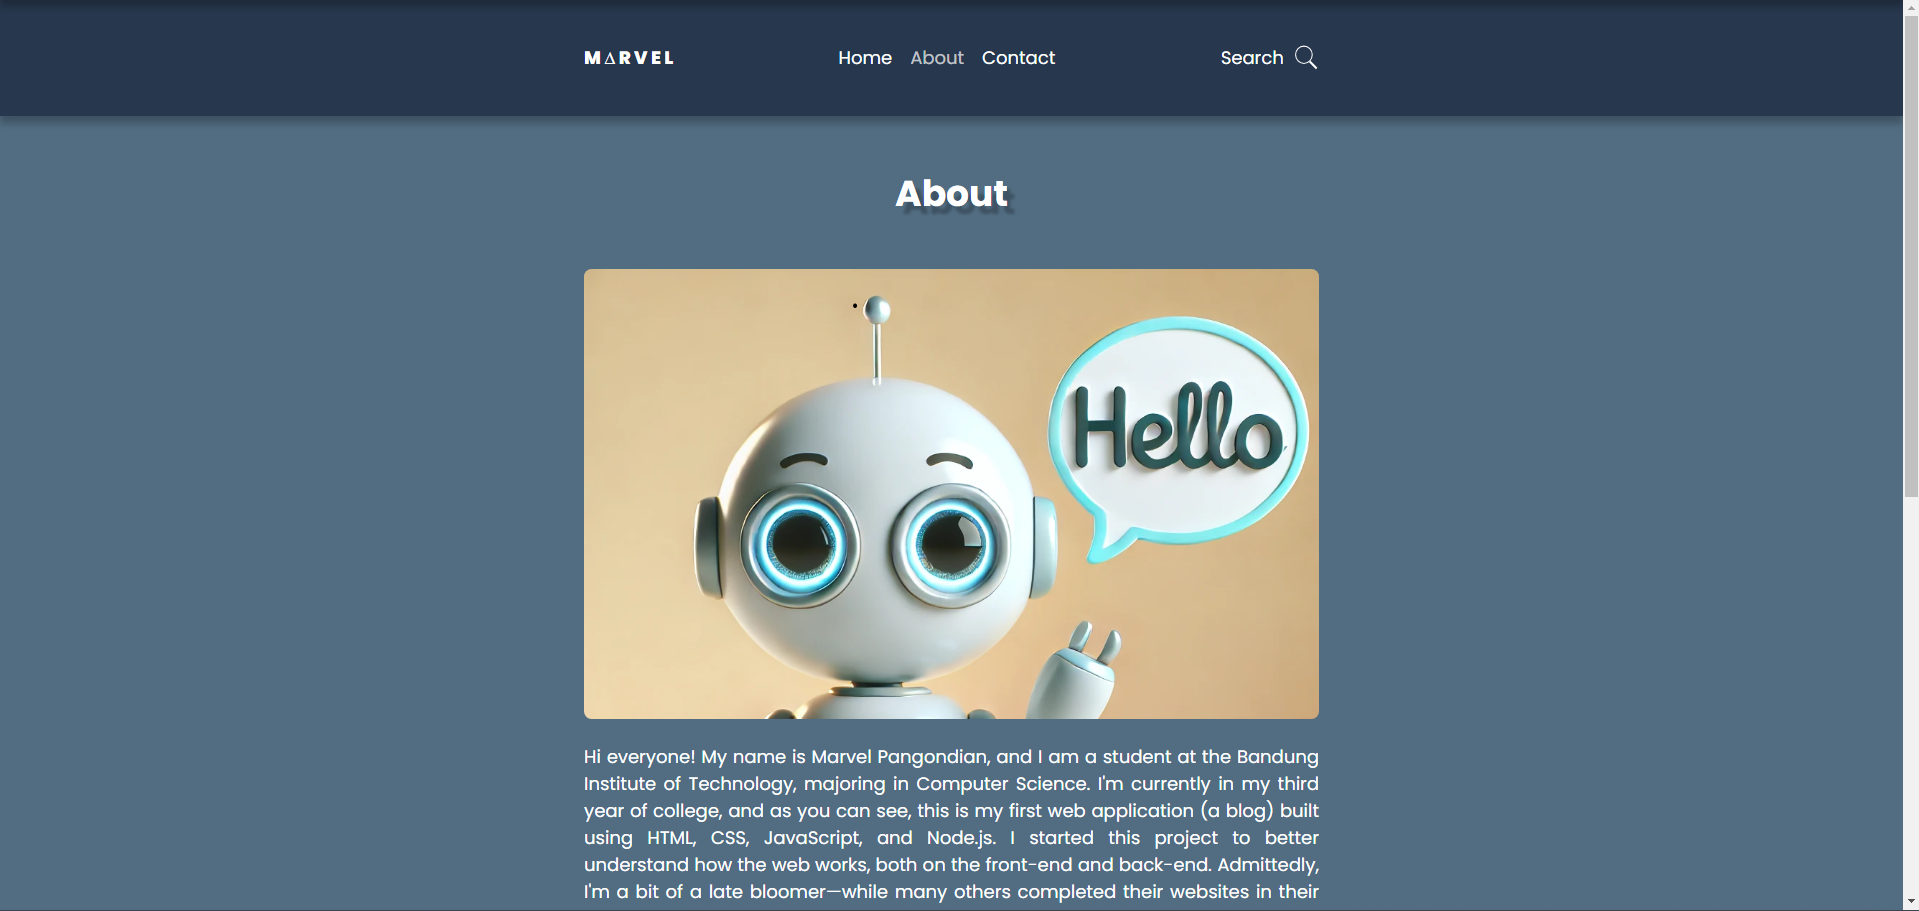 MΔRVEL
Home About Contact
Search
About
Hello
Hi everyone! My name is Marvel Pangondian, and I am a student at the Bandung
Institute of Technology, majoring in Computer Science. I'm currently in my third
year of college, and as you can see, this is my first web application (a blog) built
using HTML, CSS, JavaScript, and Node.js. I started this project to better
understand how the web works, both on the front-end and back-end. Admittedly,
I'm a bit of a late bloomer—while many others completed their websites in their